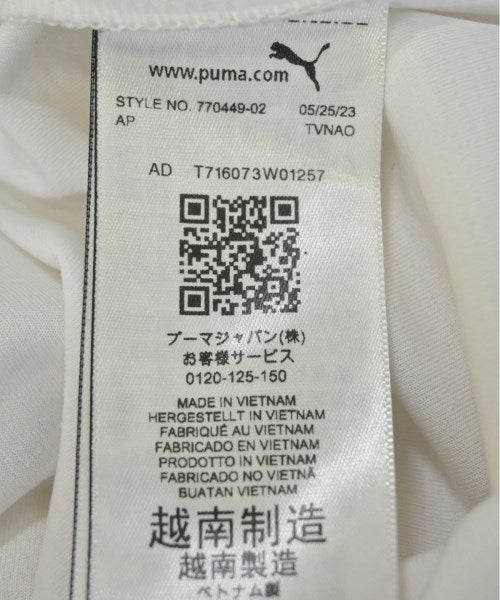 www.puma.com
STYLE NO. 770449-02 05/25/23
AP TVNAO
AD T716073W01257
プーマジャパン(株)
お客様サービス
0120-125-150
MADE IN VIETNAM
HERGESTELLT IN VIETNAM
FABRIQUÉ AU VIETNAM
FABRICADO EN VIETNAM
PRODOTTO IN VIETNAM
FABRICADO NO VIETNÃ
BUATAN VIETNAM
越南制造
越南製造
ベトナム製